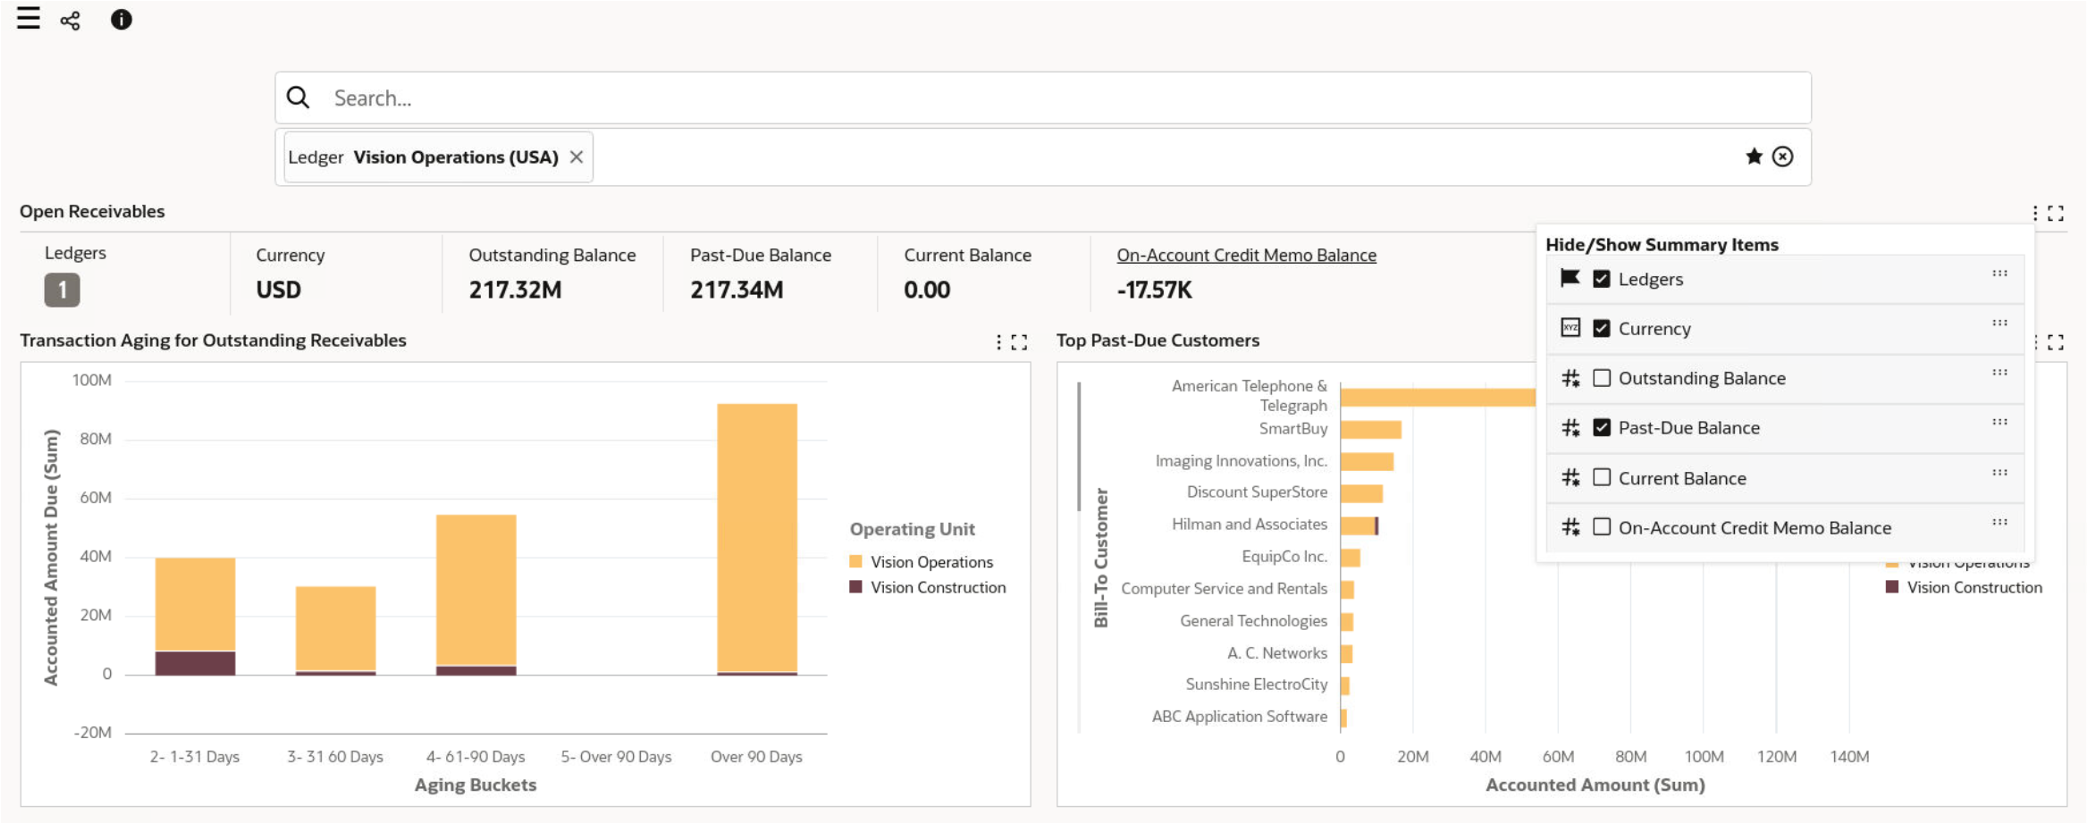 Search...
Ledger Vision Operations (USA)
Open Receivables
Ledgers
1
Currency
USD
Outstanding Balance
217.32M
Past-Due Balance
217.34M
Current Balance
0.00
On-Account Credit Memo Balance
-17.57K
Hide/Show Summary Items
Ledgers
XYZ Currency
Outstanding Balance
Past-Due Balance
Current Balance
On-Account Credit Memo Balance
Transaction Aging for Outstanding Receivables
Accounted Amount Due (Sum)
100M
80M
60M
40M
20M
0
-20M
2- 1-31 Days
3- 31 60 Days
4- 61-90 Days
5- Over 90 Days
Over 90 Days
Aging Buckets
Operating Unit
Vision Operations
Vision Construction
Top Past-Due Customers
Bill-To Customer
American Telephone &
Telegraph
SmartBuy
Imaging Innovations, Inc.
Discount SuperStore
Hilman and Associates
EquipCo Inc.
Computer Service and Rentals
General Technologies
A. C. Networks
Sunshine ElectroCity
ABC Application Software
0
20M
40M
60M
80M
100M
120M
140M
Accounted Amount (Sum)
Vision Operations
Vision Construction